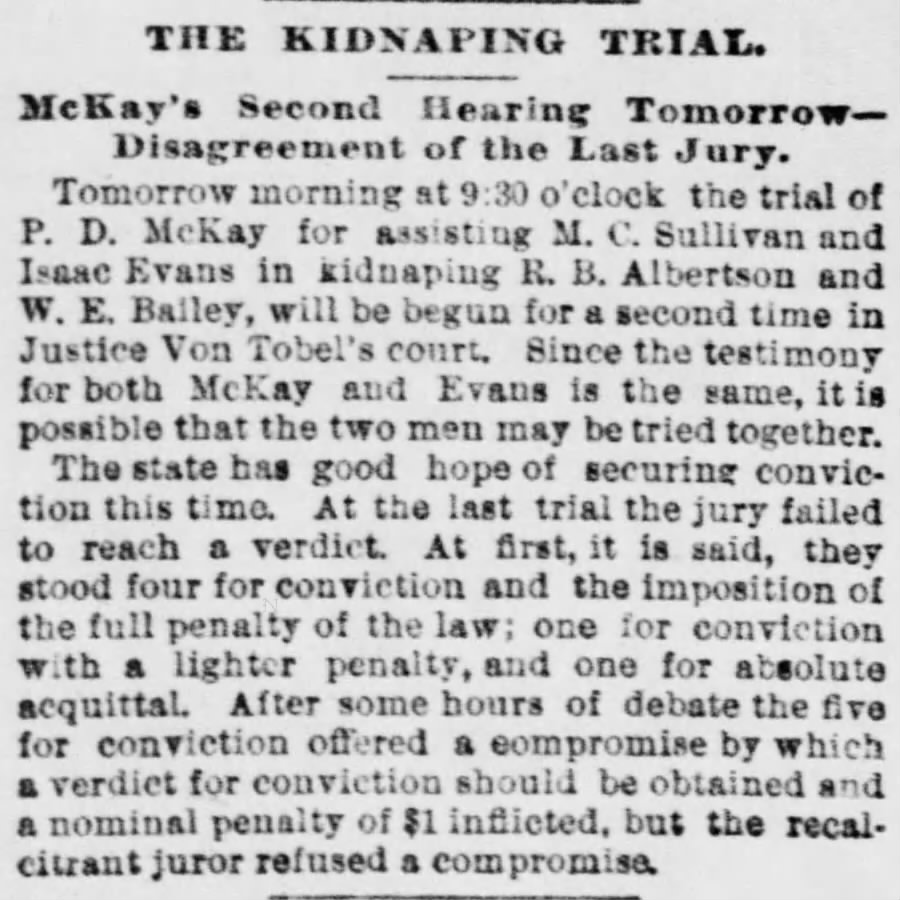 THE KIDNAPING TRIAL.
McKay's Second Hearing Tomorrow—
Disagreement of the Last Jury.
Tomorrow morning at 9:30 o'clock the trial of
P. D. McKay for assisting M. C. Sullivan and
Isaac Evans in kidnaping R. B. Albertson and
W. E. Bailey, will be begun for a second time in
Justice Von Tobel's court. Since the testimony
for both McKay and Evans is the same, it is
possible that the two men may be tried together.
The state has good hope of securing convic-
tion this time. At the last trial the jury failed
to reach a verdict. At first, it is said, they
stood four for conviction and the imposition of
the full penalty of the law; one for conviction
with a lighter penalty, and one for absolute
acquittal. After some hours of debate the five
for conviction offered a compromise by which
a verdict for conviction should be obtained and
a nominal penalty of $1 inflicted, but the recal-
citrant juror refused a compromise.